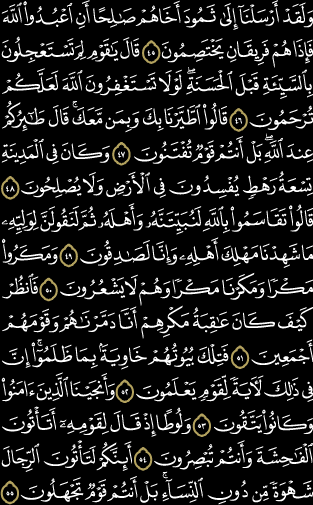 وَلَقَدْ أَرْسَلْنَآ إِلَىٰ ثَمُودَ أَخَاهُمْ صَٰلِحًا أَنِ ٱعْبُدُوا۟ ٱللَّهَ
فَإِذَا هُمْ فَرِيقَانِ يَخْتَصِمُونَ ٤٥ قَالَ يَٰقَوْمِ لِمَ تَسْتَعْجِلُونَ
بِٱلسَّيِّئَةِ قَبْلَ ٱلْحَسَنَةِ ۖ لَوْلَا تَسْتَغْفِرُونَ ٱللَّهَ لَعَلَّكُمْ
تُرْحَمُونَ ٤٦ قَالُوا۟ ٱطَّيَّرْنَا بِكَ وَبِمَن مَّعَكَ ۚ قَالَ طَٰٓئِرُكُمْ
عِندَ ٱللَّهِ ۖ بَلْ أَنتُمْ قَوْمٌ تُفْتَنُونَ ٤٧ وَكَانَ فِى ٱلْمَدِينَةِ
تِسْعَةُ رَهْطٍ يُفْسِدُونَ فِى ٱلْأَرْضِ وَلَا يُصْلِحُونَ ٤٨
قَالُوا۟ تَقَاسَمُوا۟ بِٱللَّهِ لَنُبَيِّتَنَّهُۥ وَأَهْلَهُۥ ثُمَّ لَنَقُولَنَّ لِوَلِيِّهِۦ
مَا شَهِدْنَا مَهْلِكَ أَهْلِهِۦ وَإِنَّا لَصَٰدِقُونَ ٤٩ وَمَكَرُوا۟
مَكْرًا وَمَكَرْنَا مَكْرًا وَهُمْ لَا يَشْعُرُونَ ٥٠ فَٱنظُرْ
كَيْفَ كَانَ عَٰقِبَةُ مَكْرِهِمْ أَنَّا دَمَّرْنَٰهُمْ وَقَوْمَهُمْ
أَجْمَعِينَ ٥١ فَتِلْكَ بُيُوتُهُمْ خَاوِيَةًۢ بِمَا ظَلَمُوٓا۟ ۗ إِنَّ
فِى ذَٰلِكَ لَءَايَةً لِّقَوْمٍ يَعْلَمُونَ ٥٢ وَأَنجَيْنَا ٱلَّذِينَ ءَامَنُوا۟
وَكَانُوا۟ يَتَّقُونَ ٥٣ وَلُوطًا إِذْ قَالَ لِقَوْمِهِۦٓ أَتَأْتُونَ
ٱلْفَٰحِشَةَ وَأَنتُمْ تُبْصِرُونَ ٥٤ أَئِنَّكُمْ لَتَأْتُونَ ٱلرِّجَالَ
شَهْوَةً مِّن دُونِ ٱلنِّسَآءِ ۚ بَلْ أَنتُمْ قَوْمٌ تَجْهَلُونَ ٥٥